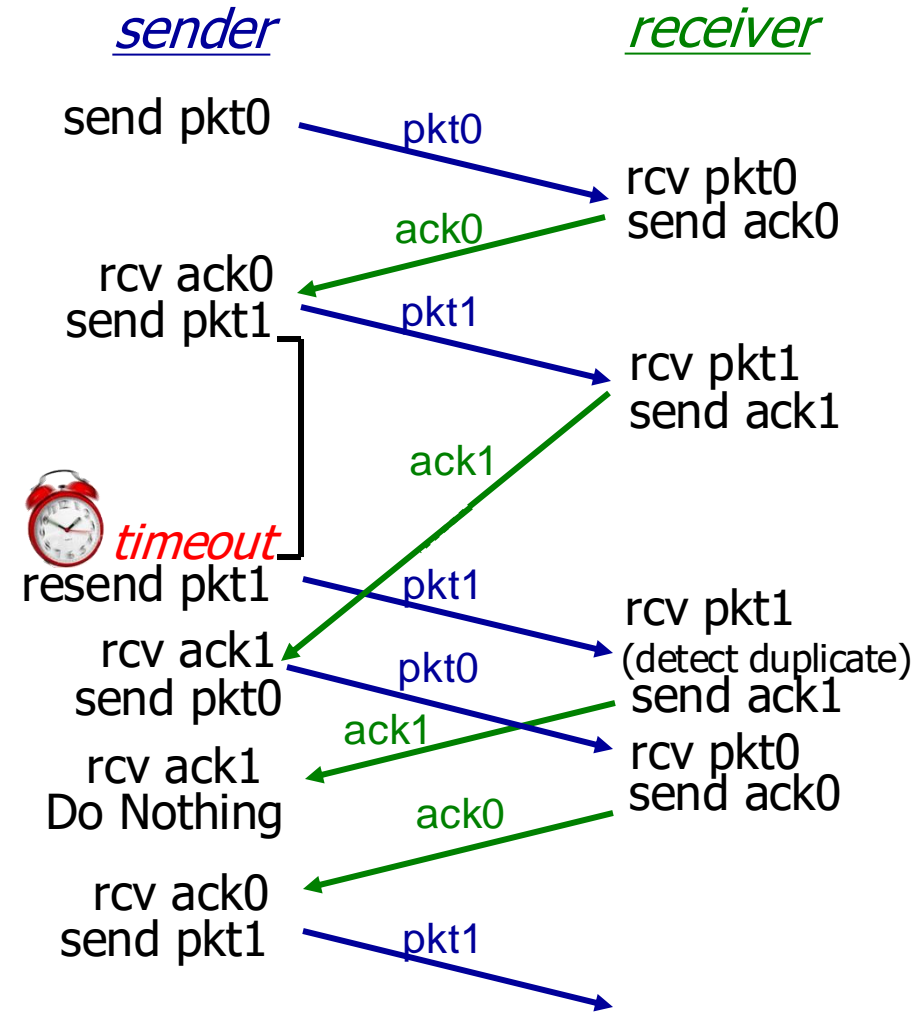 sender
receiver
send pkt0
pkt0
rcv pkt0
send ack0
ack0
rcv ack0
send pkt1
pkt1
rcv pkt1
send ack1
ack1
timeout
resend pkt1
pkt1
rcv pkt1
(detect duplicate)
send ack1
rcv ack1
send pkt0
pkt0
ack1
rcv pkt0
send ack0
rcv ack1
Do Nothing
ack0
rcv ack0
send pkt1
pkt1